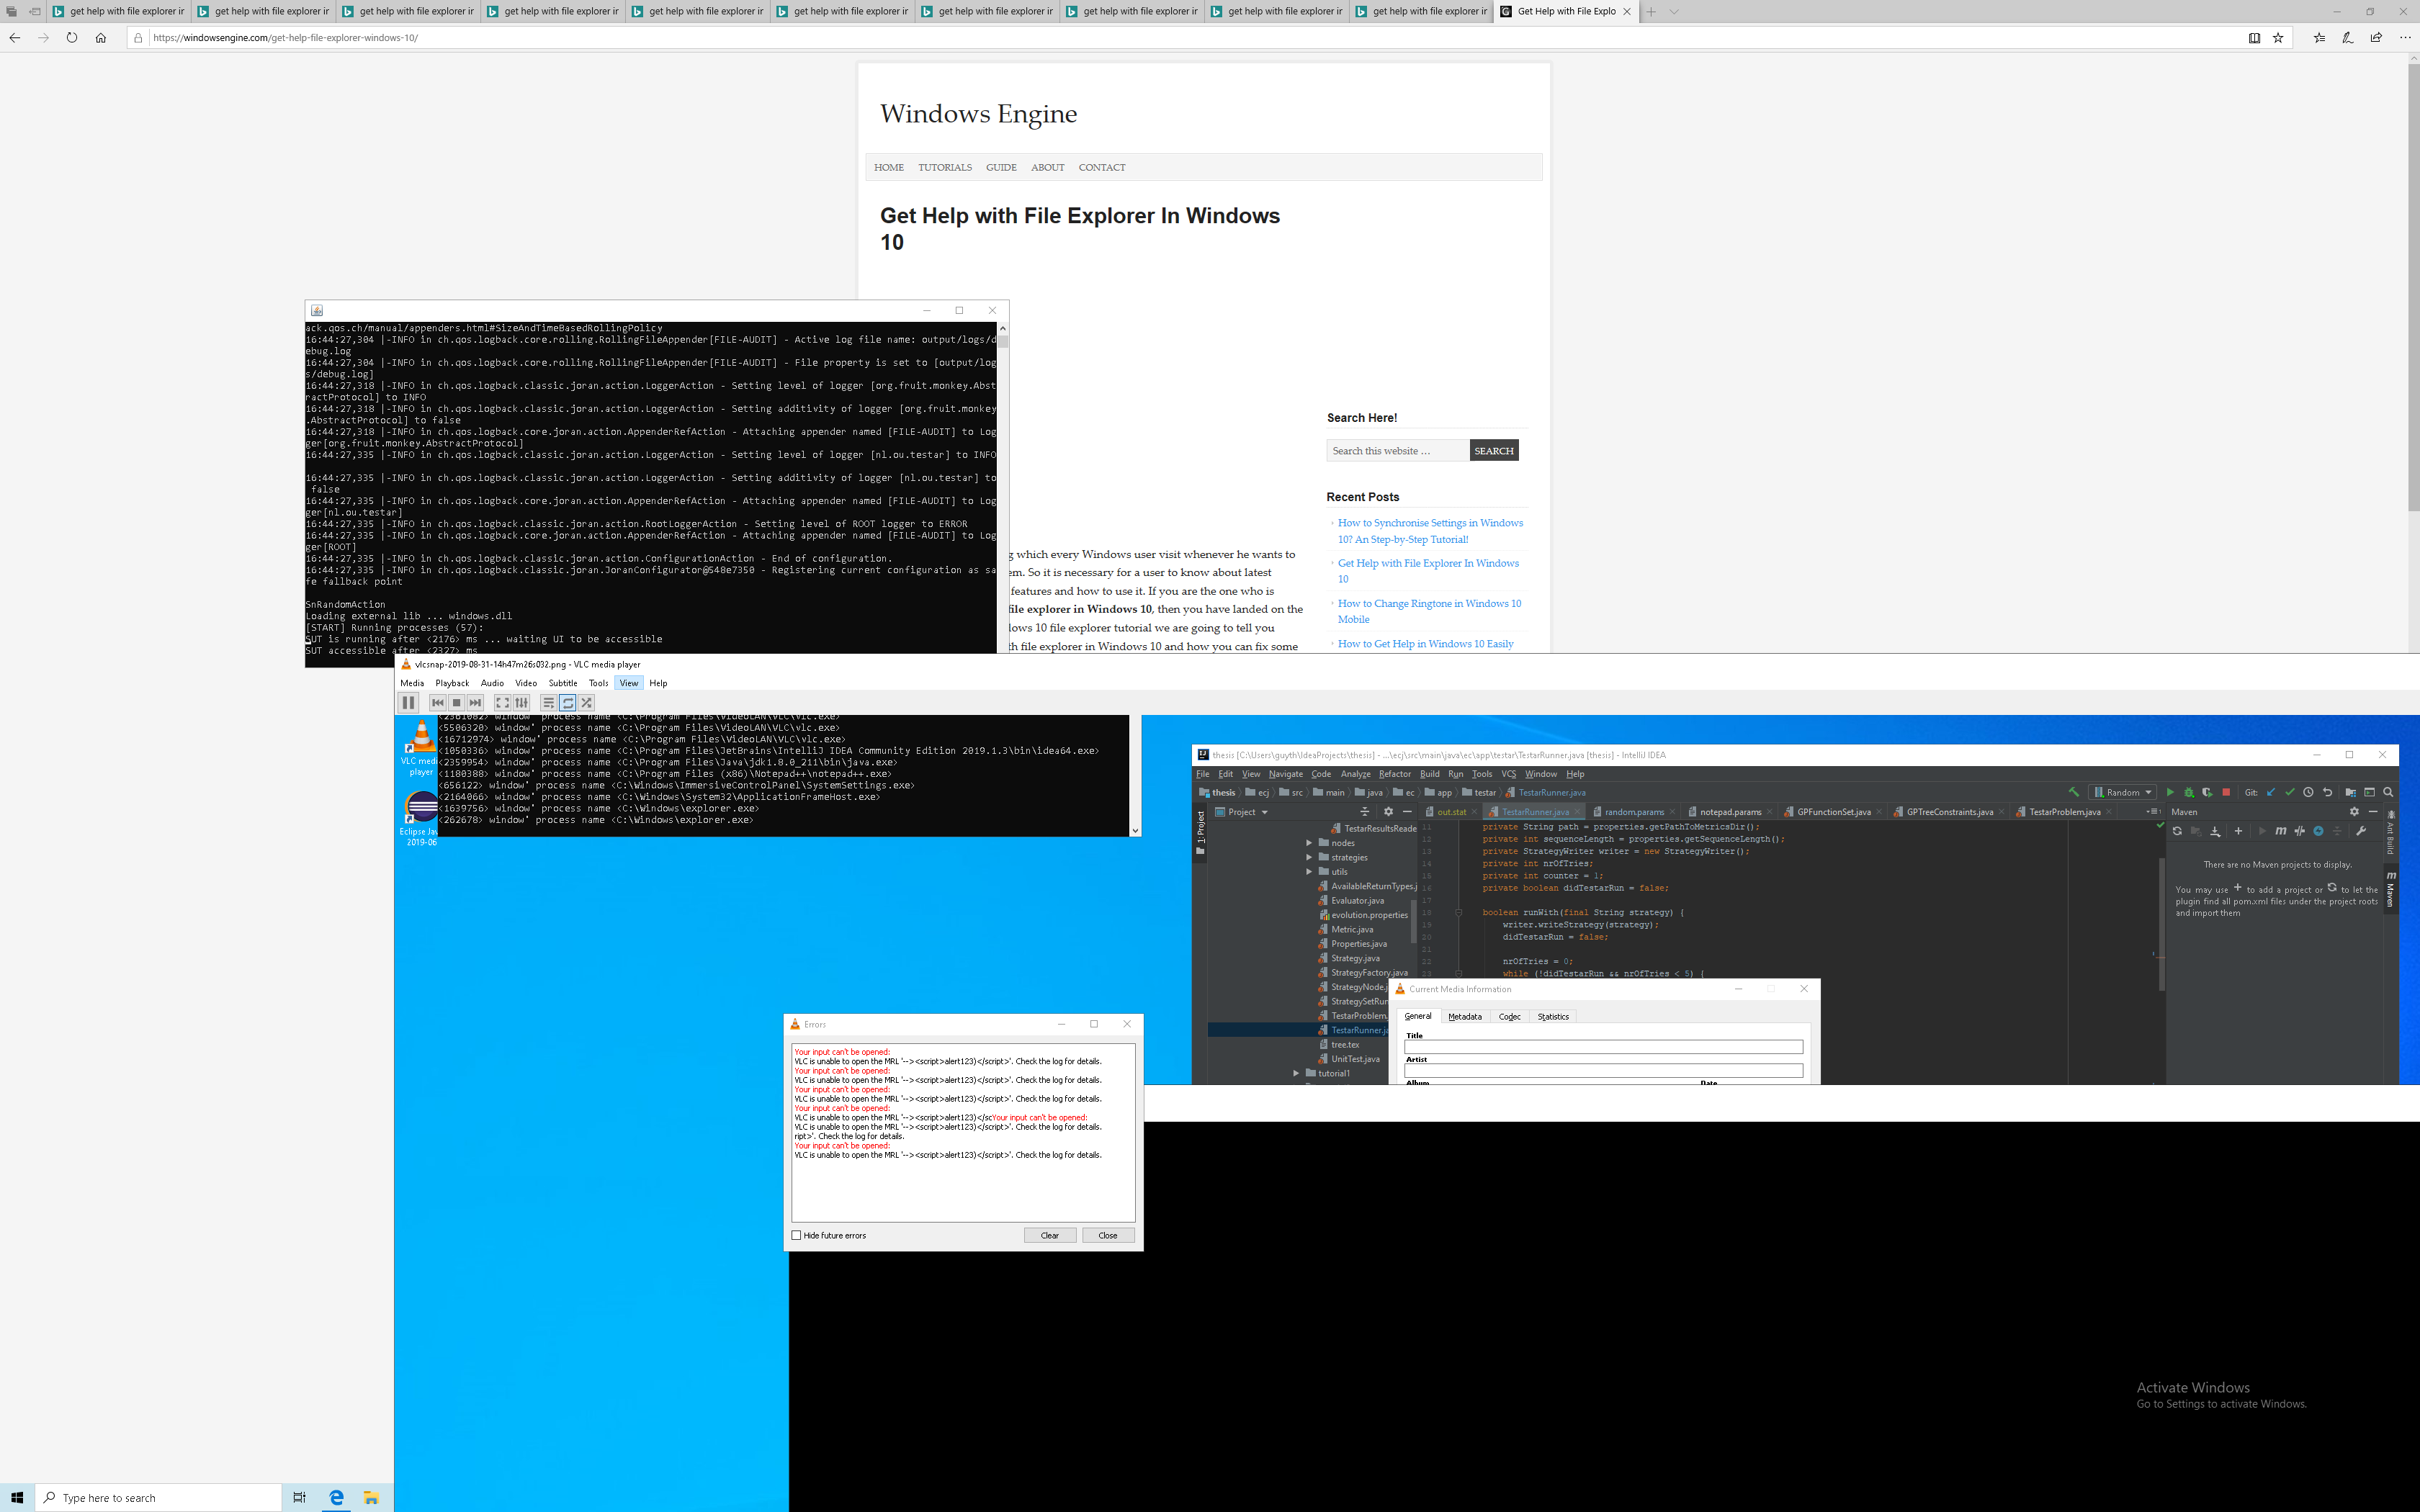 get help with file explorer ir
get help with file explorer ir
get help with file explorer ir
get help with file explorer ir
get help with file explorer ir
get help with file explorer ir
get help with file explorer ir
get help with file explorer ir
get help with file explorer ir
get help with file explorer ir
Get Help with File Explo
https://windowsengine.com/get-help-file-explorer-windows-10/
Windows Engine
HOME TUTORIALS GUIDE ABOUT CONTACT
Get Help with File Explorer In Windows
10
ack.qos.ch/manual/appenders.html#SizeAndTimeBasedRollingPolicy
16:44:27,304 |-INFO in ch.qos.logback.core.rolling.RollingFileAppender[FILE-AUDIT] - Active log file name: output/logs/d
ebug.log
16:44:27,304 |-INFO in ch.qos.logback.core.rolling.RollingFileAppender[FILE-AUDIT] - File property is set to [output/log
s/debug.log]
16:44:27,318 |-INFO in ch.qos.logback.classic.joran.action.LoggerAction - Setting level of logger [org.fruit.monkey.Abst
ractProtocol] to INFO
16:44:27,318 |-INFO in ch.qos.logback.classic.joran.action.LoggerAction - Setting additivity of logger [org.fruit.monkey
.AbstractProtocol] to false
16:44:27,318 |-INFO in ch.qos.logback.core.joran.action.AppenderRefAction - Attaching appender named [FILE-AUDIT] to Log
ger[org.fruit.monkey.AbstractProtocol]
16:44:27,335 |-INFO in ch.qos.logback.classic.joran.action.LoggerAction - Setting level of logger [nl.ou.testar] to INFO
16:44:27,335 |-INFO in ch.qos.logback.classic.joran.action.LoggerAction - Setting additivity of logger [nl.ou.testar] to
false
16:44:27,335 |-INFO in ch.qos.logback.core.joran.action.AppenderRefAction - Attaching appender named [FILE-AUDIT] to Log
ger[nl.ou.testar]
16:44:27,335 |-INFO in ch.qos.logback.classic.joran.action.RootLoggerAction - Setting level of ROOT logger to ERROR
16:44:27,335 |-INFO in ch.qos.logback.core.joran.action.AppenderRefAction - Attaching appender named [FILE-AUDIT] to Log
ger[ROOT]
16:44:27,335 |-INFO in ch.qos.logback.classic.joran.action.ConfigurationAction - End of configuration.
16:44:27,335 |-INFO in ch.qos.logback.classic.joran.JoranConfigurator@548e7350 - Registering current configuration as sa
fe fallback point
SnRandomAction
Loading external lib ... windows.dll
[START] Running processes (57):
SUT is running after <2176> ms ... waiting UI to be accessible
SUT accessible after <2327> ms
Search Here!
Search this website … SEARCH
Recent Posts
How to Synchronise Settings in Windows
10? An Step-by-Step Tutorial!
Get Help with File Explorer In Windows
10
How to Change Ringtone in Windows 10
Mobile
How to Get Help in Windows 10 Easily
g which every Windows user visit whenever he wants to
em. So it is necessary for a user to know about latest
features and how to use it. If you are the one who is
file explorer in Windows 10, then you have landed on the
lows 10 file explorer tutorial we are going to tell you
th file explorer in Windows 10 and how you can fix some
vlcsnap-2019-08-31-14h47m26s032.png - VLC media player
Media Playback Audio Video Subtitle Tools View Help
<2361082> window' process name <C:\Program Files\VideoLAN\VLC\vlc.exe>
<5506320> window' process name <C:\Program Files\VideoLAN\VLC\vlc.exe>
<16712974> window' process name <C:\Program Files\VideoLAN\VLC\vlc.exe>
<1050336> window' process name <C:\Program Files\JetBrains\IntelliJ IDEA Community Edition 2019.1.3\bin\idea64.exe>
<2359954> window' process name <C:\Program Files\Java\jdk1.8.0_211\bin\java.exe>
<1180388> window' process name <C:\Program Files (x86)\Notepad++\notepad++.exe>
<656122> window' process name <C:\Windows\ImmersiveControlPanel\SystemSettings.exe>
<2164066> window' process name <C:\Windows\System32\ApplicationFrameHost.exe>
<1639756> window' process name <C:\Windows\explorer.exe>
<262678> window' process name <C:\Windows\explorer.exe>
VLC medi
player
Eclipse Jav
2019-06
thesis [C:\Users\guyth\IdeaProjects\thesis] - ...\ecj\src\main\java\ec\app\testar\TestarRunner.java [thesis] - IntelliJ IDEA
File Edit View Navigate Code Analyze Refactor Build Run Tools VCS Window Help
thesis ecj src main java ec app testar TestarRunner.java
Random Git:
1: Project
Project
out.stat TestarRunner.java random.params notepad.params GPFunctionSet.java GPTreeConstraints.java TestarProblem.java
TestarResultsReade
nodes
strategies
utils
AvailableReturnTypes.j
Evaluator.java
evolution.properties
Metric.java
Properties.java
Strategy.java
StrategyFactory.java
StrategyNode.j
StrategySetRun
TestarProblem.
TestarRunner.ja
tree.tex
UnitTest.java
tutorial1
11 private String path = properties.getPathToMetricsDir();
12 private int sequenceLength = properties.getSequenceLength();
13 private StrategyWriter writer = new StrategyWriter();
14 private int nrOfTries;
15 private int counter = 1;
16 private boolean didTestarRun = false;
17
18 boolean runWith(final String strategy) {
19 writer.writeStrategy(strategy);
20 didTestarRun = false;
21
22 nrOfTries = 0;
23 while (!didTestarRun && nrOfTries < 5) {
Maven
There are no Maven projects to display.
You may use + to add a project or to let the
plugin find all pom.xml files under the project roots
and import them
Ant Build
Maven
Current Media Information
General Metadata Codec Statistics
Title
Artist
Album Date
Errors
Your input can't be opened:
VLC is unable to open the MRL '--><script>alert123)</script>'. Check the log for details.
Your input can't be opened:
VLC is unable to open the MRL '--><script>alert123)</script>'. Check the log for details.
Your input can't be opened:
VLC is unable to open the MRL '--><script>alert123)</script>'. Check the log for details.
Your input can't be opened:
VLC is unable to open the MRL '--><script>alert123)</scYour input can't be opened:
VLC is unable to open the MRL '--><script>alert123)</script>'. Check the log for details.
ript>'. Check the log for details.
Your input can't be opened:
VLC is unable to open the MRL '--><script>alert123)</script>'. Check the log for details.
Hide future errors Clear Close
Activate Windows
Go to Settings to activate Windows.
Type here to search